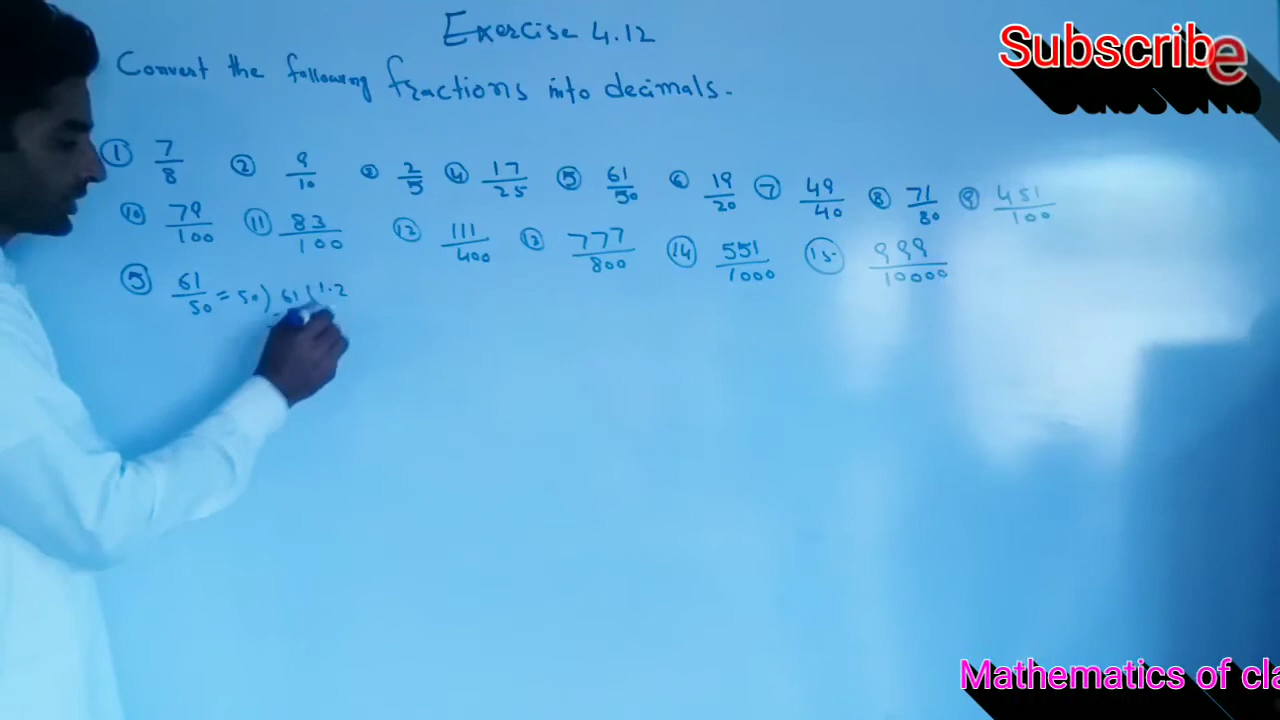 Exercise 4.12
Subscribe
Convert the following fractions into decimals.
① 7/8 ② 9/10 ③ 2/5 ④ 17/25 ⑤ 61/50 ⑥ 19/20 ⑦ 49/40 ⑧ 71/80 ⑨ 451/100
⑩ 79/100 ⑪ 83/100 ⑫ 111/400 ⑬ 777/800 ⑭ 551/1000 ⑮ 999/10000
⑤ 61/50 = 50) 61 (1.2
Mathematics of cla